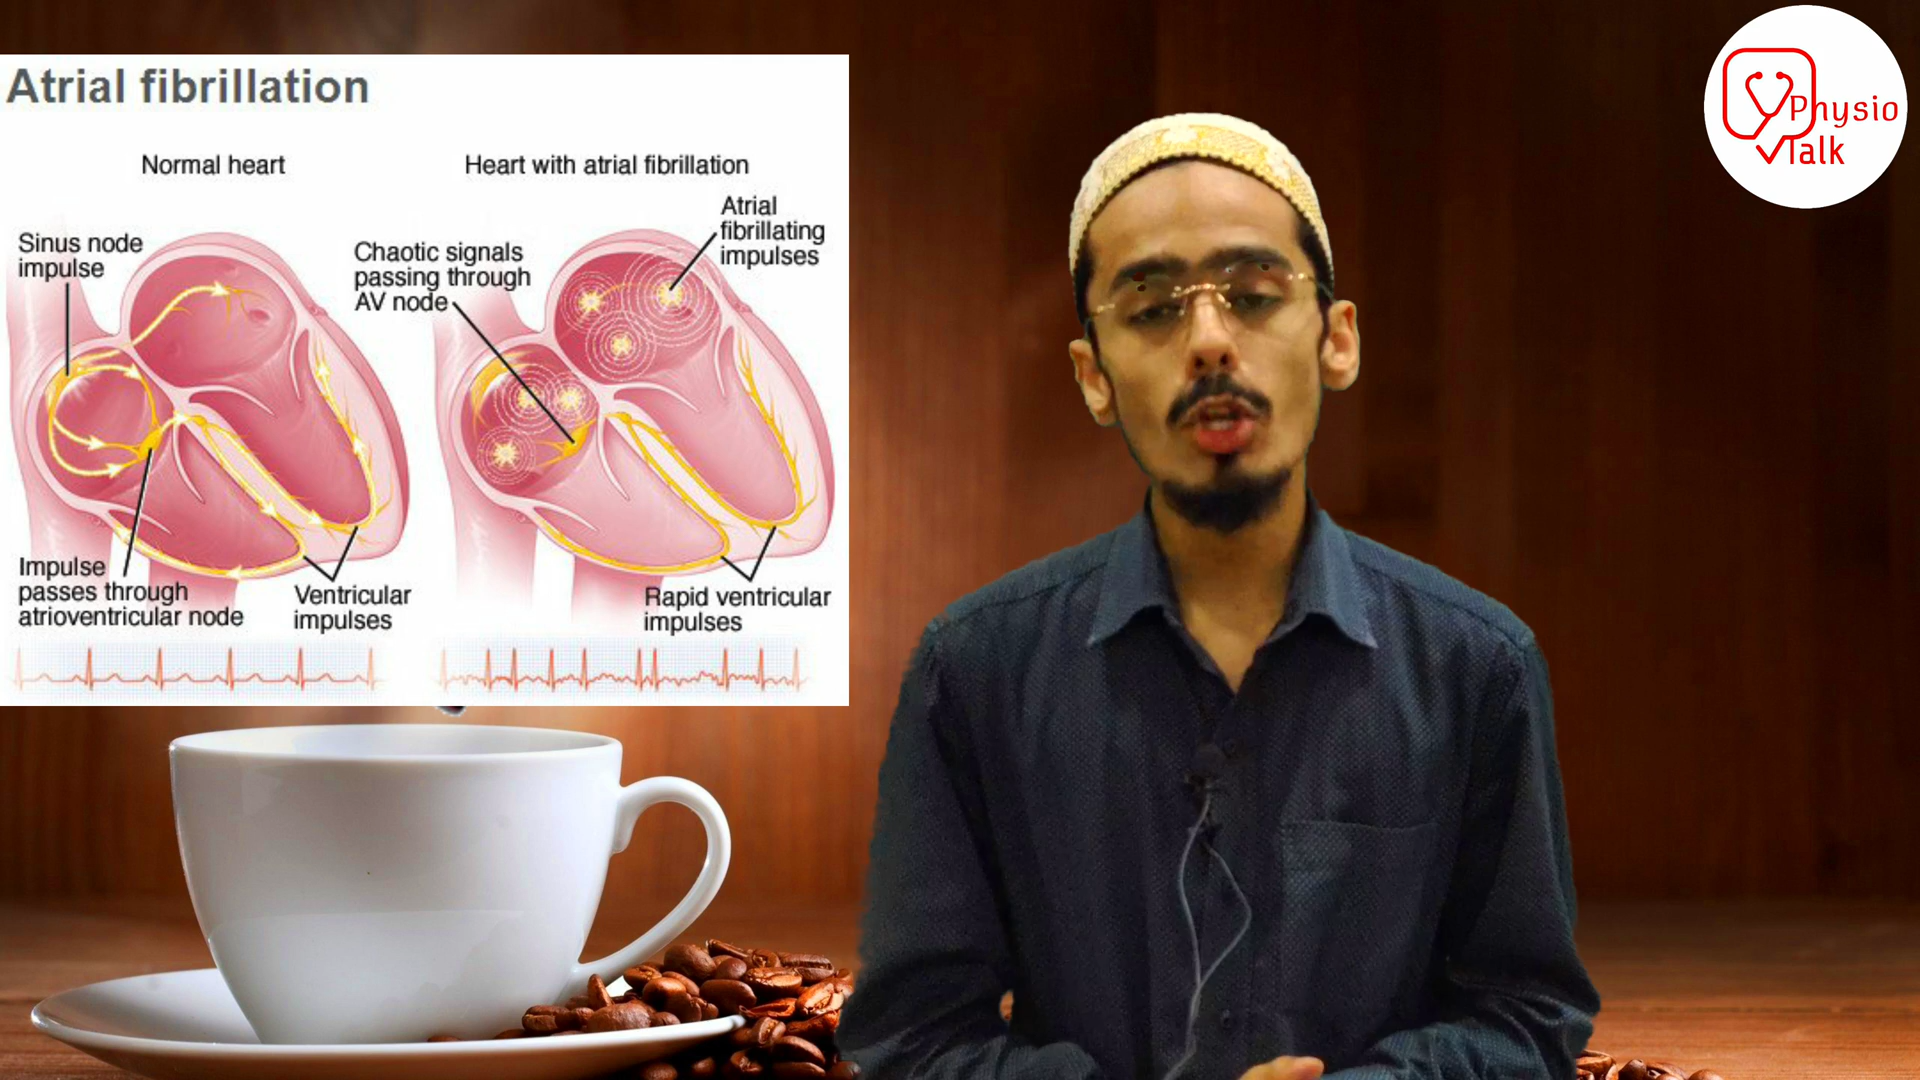 Atrial fibrillation
Normal heart
Heart with atrial fibrillation
Sinus node
impulse
Chaotic signals
passing through
AV node
Atrial
fibrillating
impulses
Impulse
passes through
atrioventricular node
Ventricular
impulses
Rapid ventricular
impulses
Physio
Talk